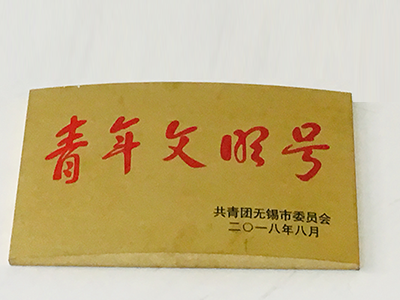 青年文明号
共青团无锡市委员会
二〇一八年八月